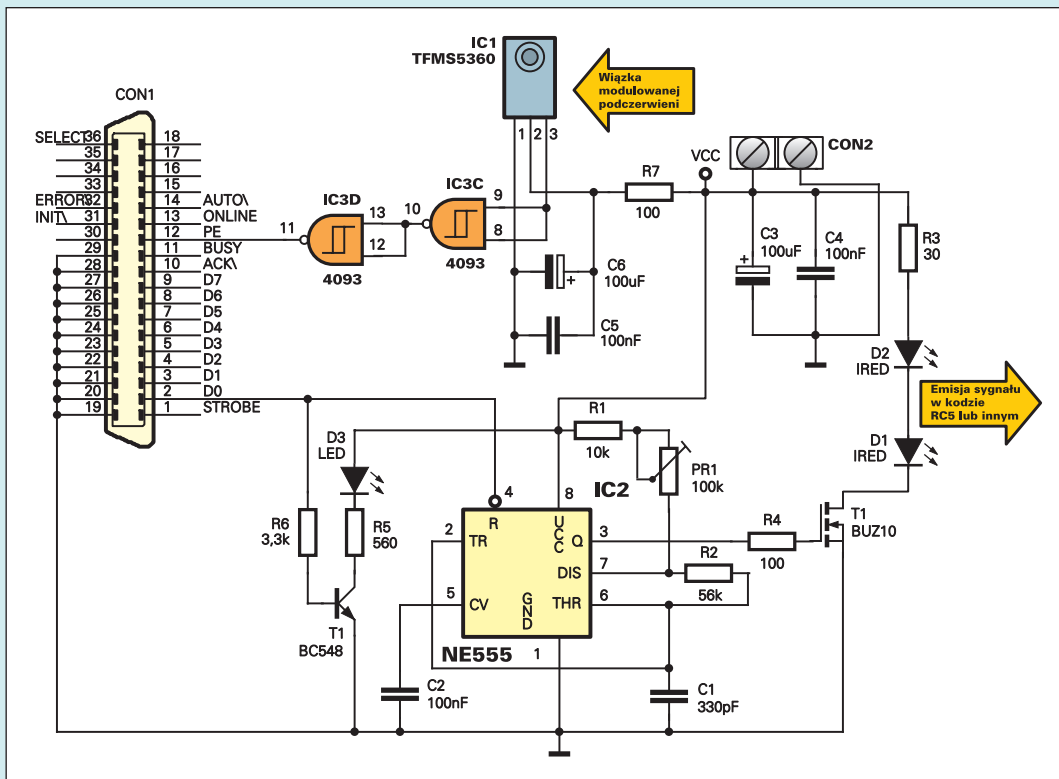 IC1
TFMS5360
Wiązka
modulowanej
podczerwieni
1 2 3
CON1
SELECT 36 18
35 17
34 16
33 15
ERROR\ 32 14 AUTO\
INIT\ 31 13 ONLINE
30 12 PE
29 11 BUSY
28 10 ACK\
27 9 D7
26 8 D6
25 7 D5
24 6 D4
23 5 D3
22 4 D2
21 3 D1
20 2 D0
19 1 STROBE
11
IC3D
13
12
4093
10
IC3C
9
8
4093
R7
100
VCC
CON2
C6
+
100uF
C5
100nF
C3
100uF
+
C4
100nF
R3
30
D2
IRED
D1
IRED
Emisja sygnału
w kodzie
RC5 lub innym
D3
LED
R6
3,3k
R5
560
T1
BC548
R1
10k
PR1
100k
IC2
4
8
R
UCC
2
TR
Q
3
7
DIS
5
CV
GND
THR
6
NE555
1
R4
100
R2
56k
T1
BUZ10
C2
100nF
C1
330pF